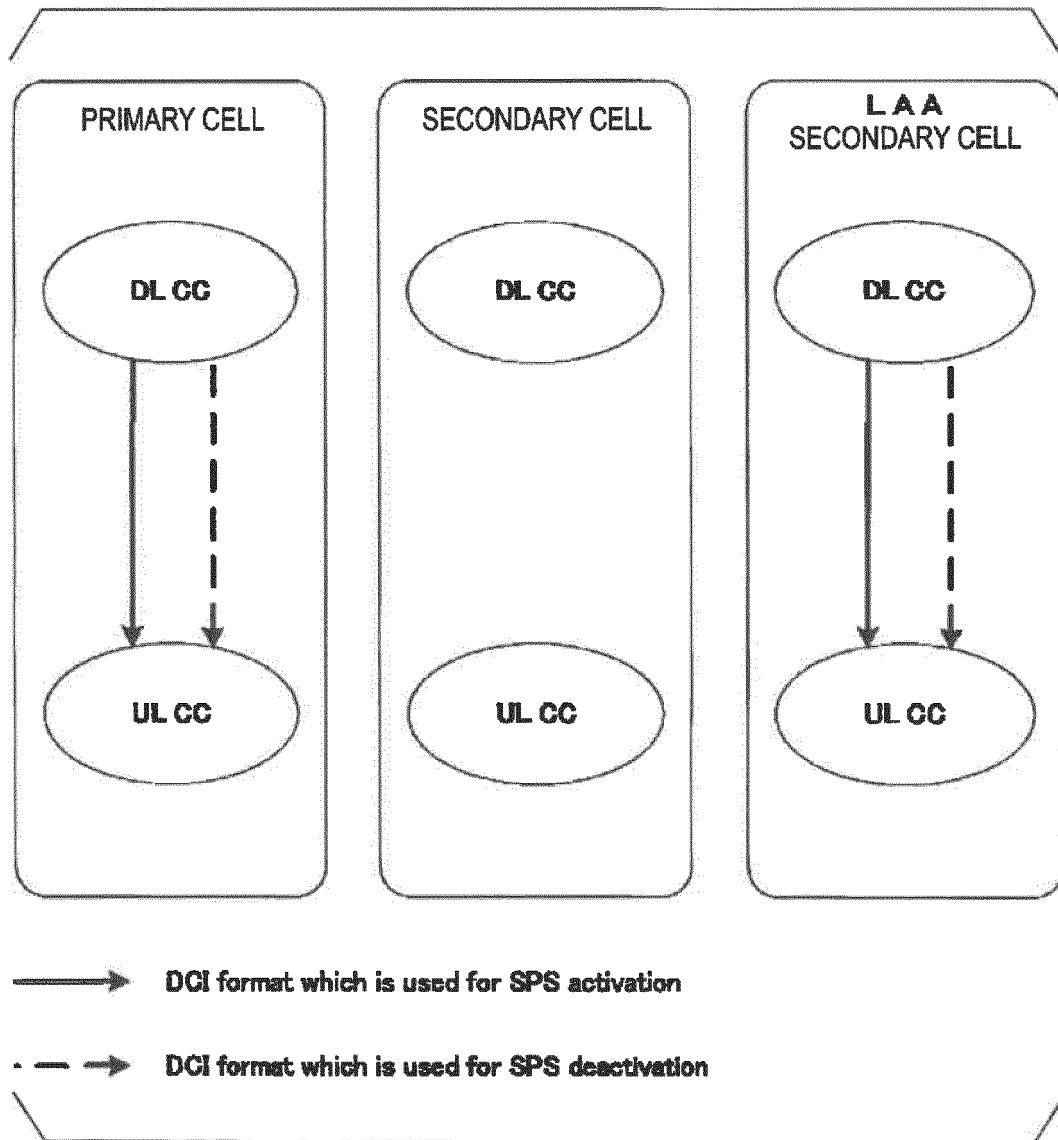 PRIMARY CELL
SECONDARY CELL
LAA
SECONDARY CELL
DL CC
DL CC
DL CC
UL CC
UL CC
UL CC
DCI format which is used for SPS activation
DCI format which is used for SPS deactivation